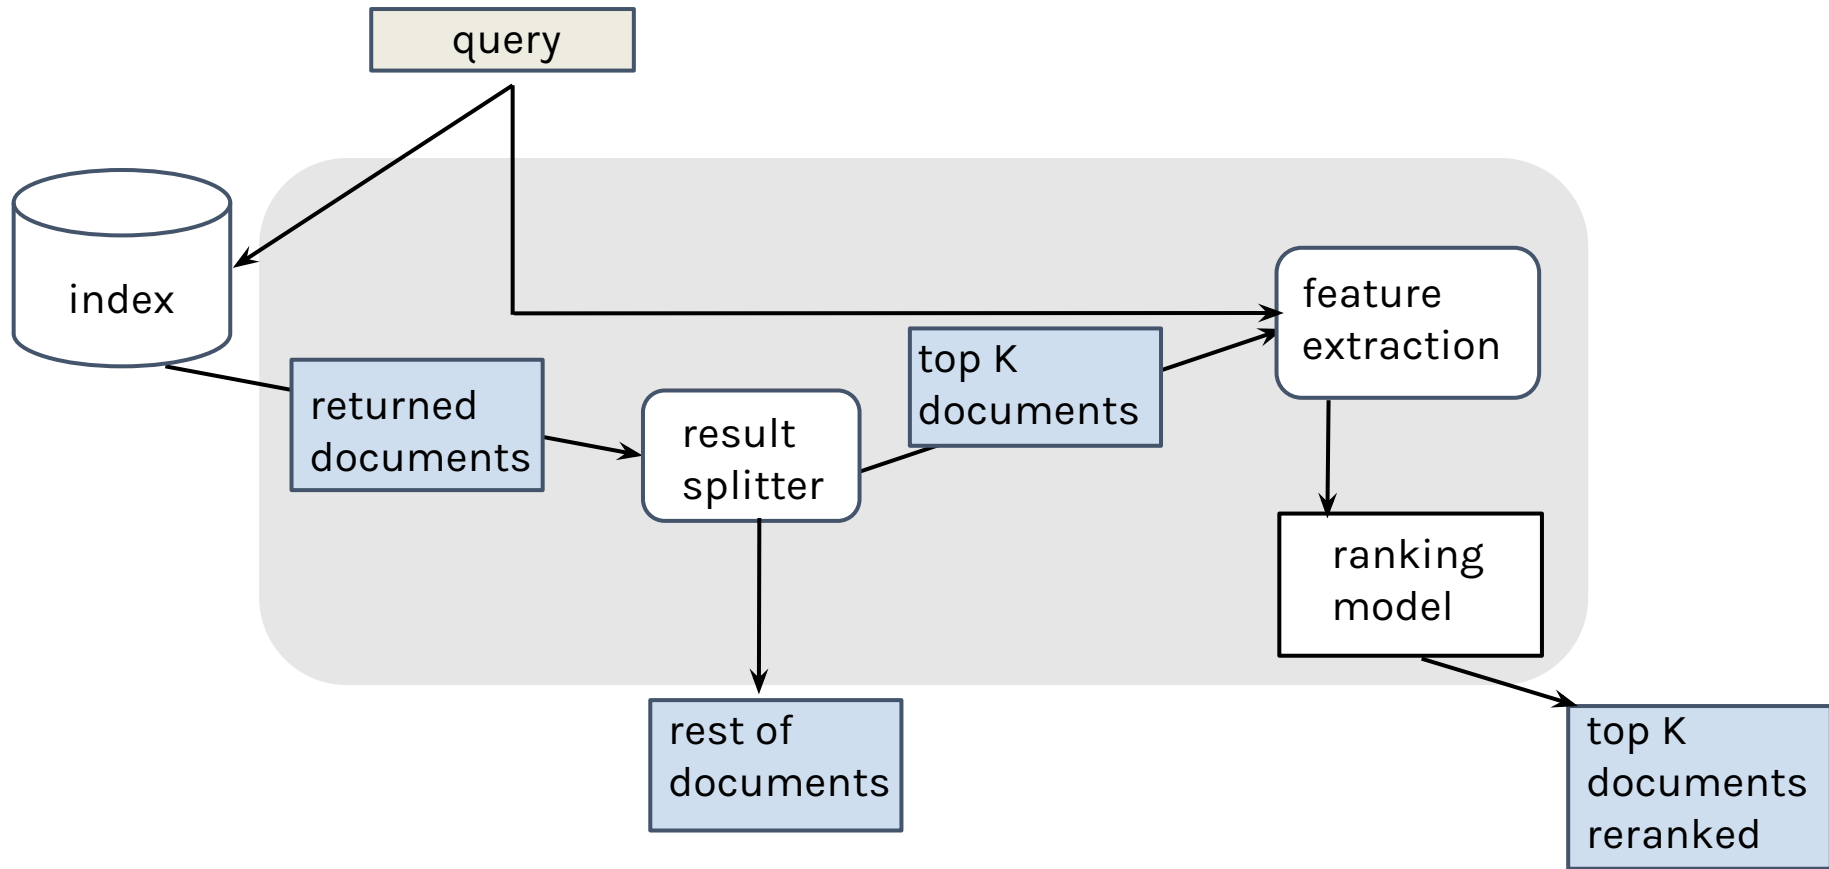 query
index
returned
documents
result
splitter
top K
documents
feature
extraction
ranking
model
rest of
documents
top K
documents
reranked